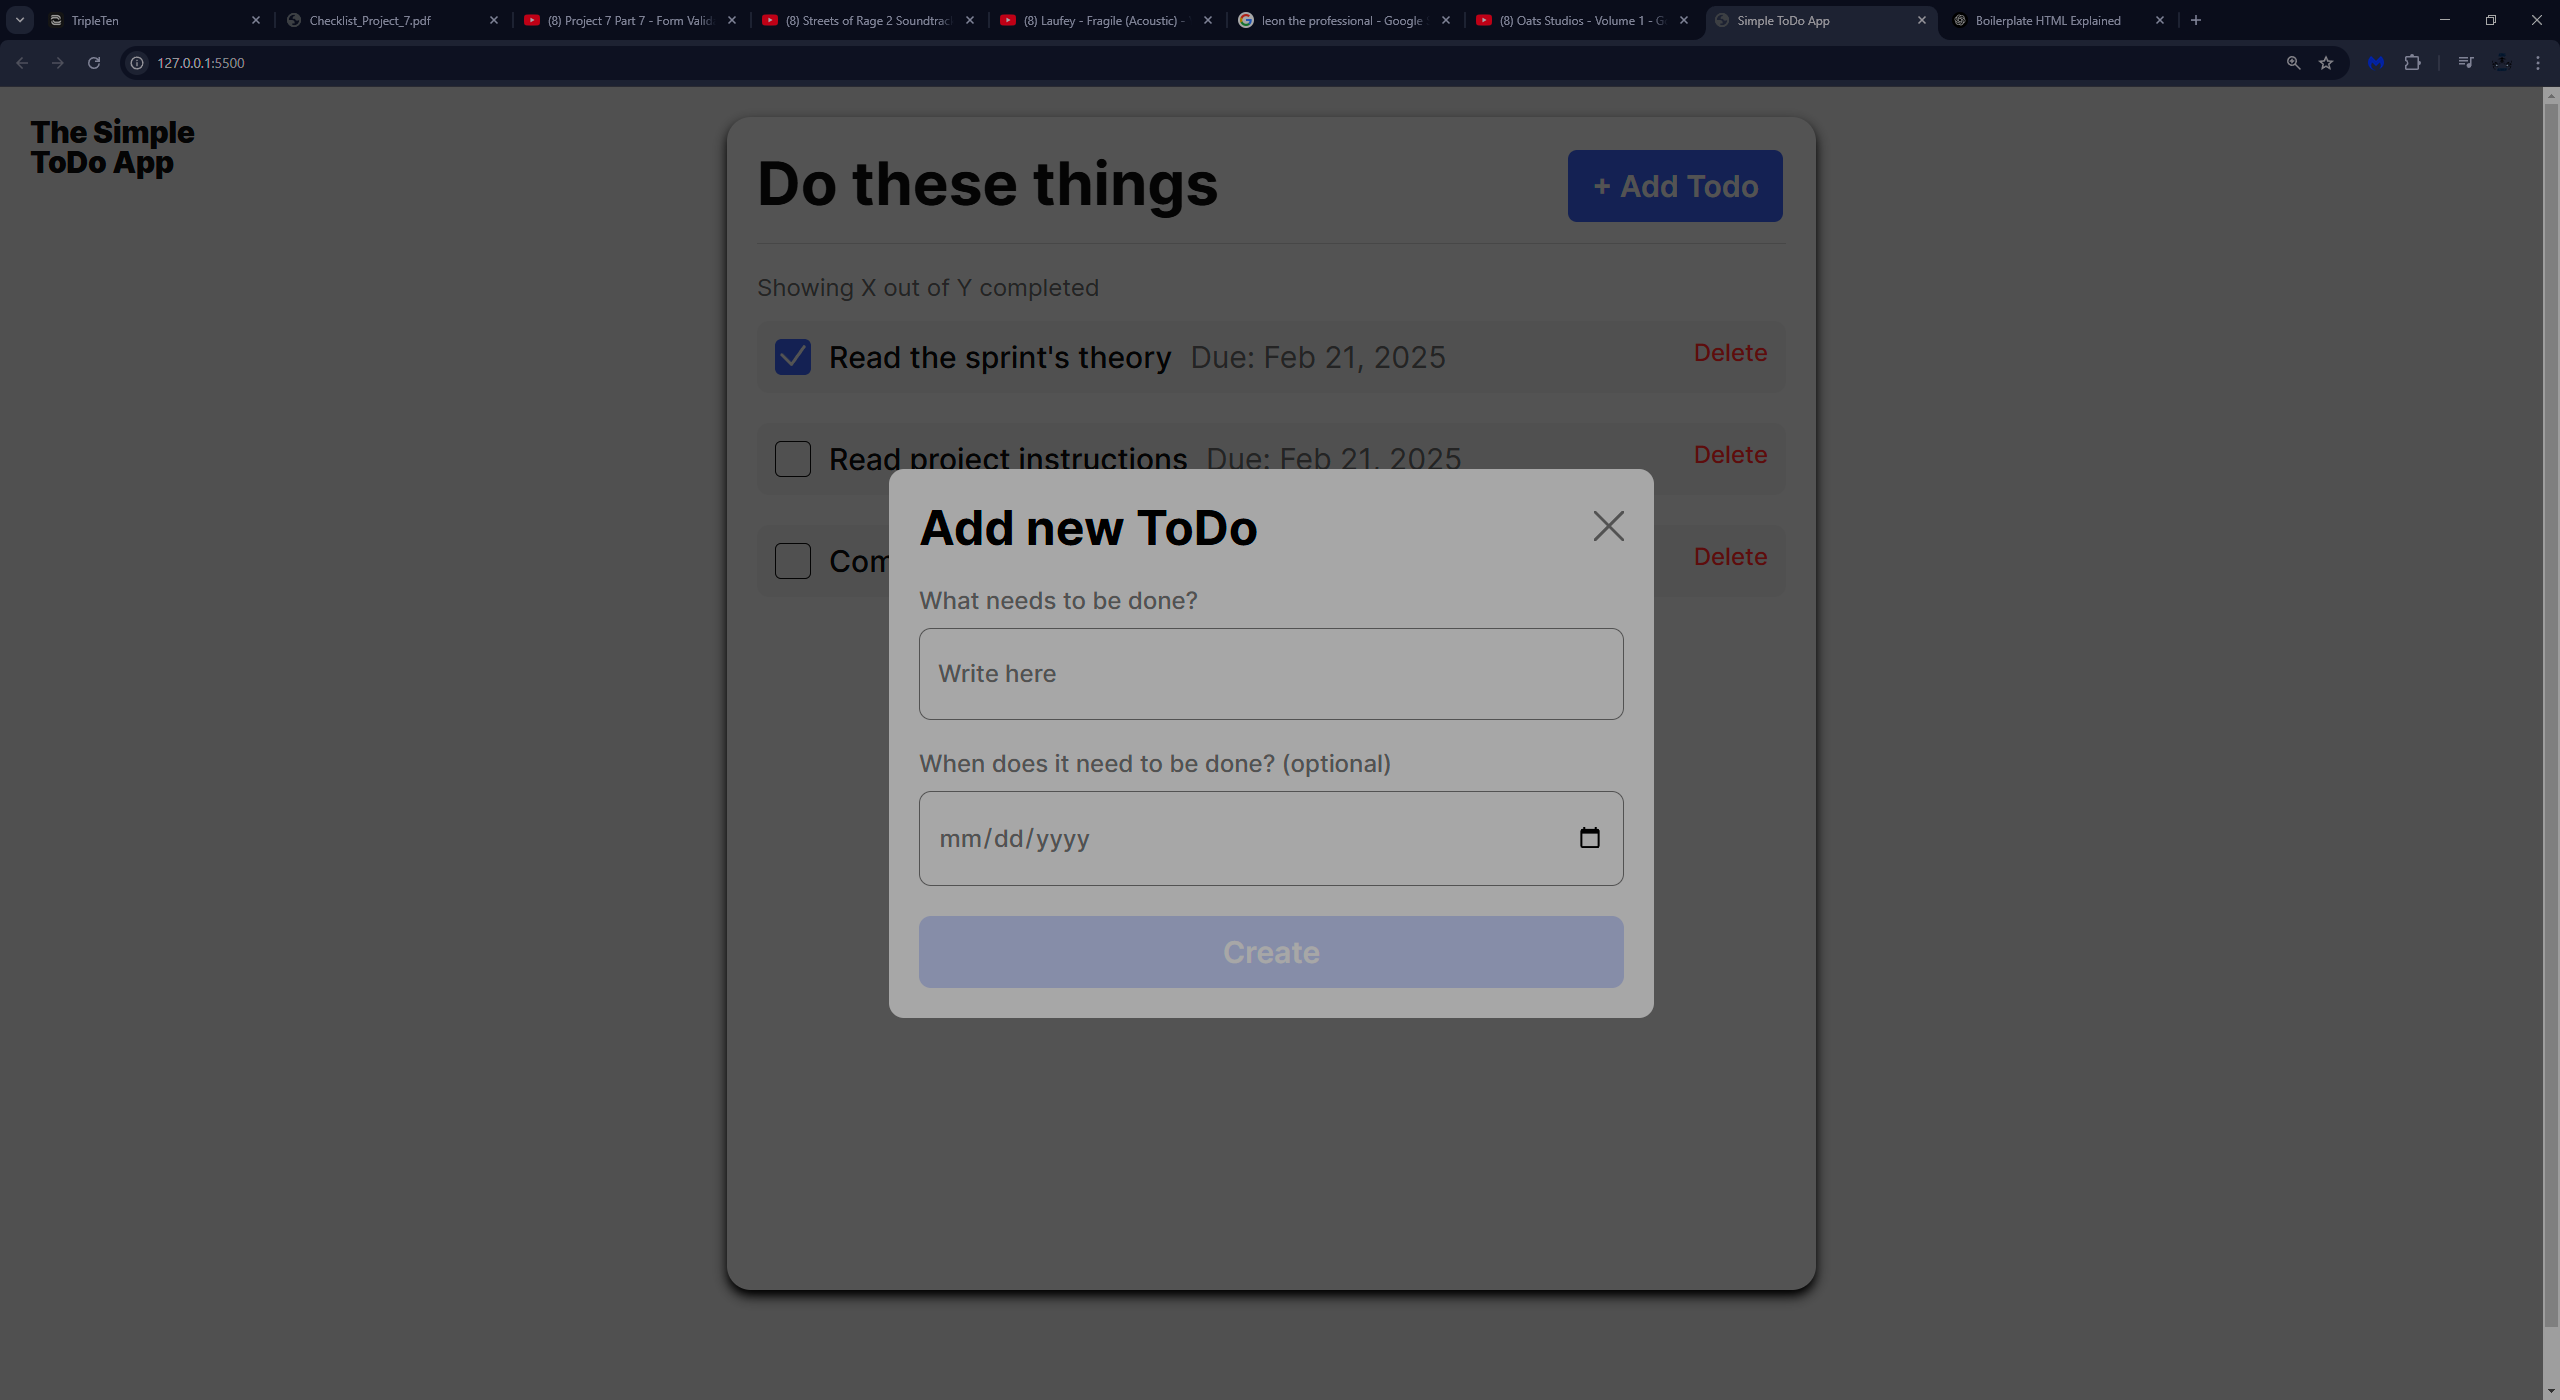 TripleTen
Checklist_Project_7.pdf
(8) Project 7 Part 7 - Form Valid
(8) Streets of Rage 2 Soundtrac
(8) Laufey - Fragile (Acoustic) -
leon the professional - Google
(8) Oats Studios - Volume 1 - G
Simple ToDo App
Boilerplate HTML Explained
127.0.0.1:5500
The Simple
ToDo App
Do these things
+ Add Todo
Showing X out of Y completed
Read the sprint's theory Due: Feb 21, 2025 Delete
Read project instructions Due: Feb 21, 2025 Delete
Com Delete
Add new ToDo
What needs to be done?
Write here
When does it need to be done? (optional)
mm/dd/yyyy
Create